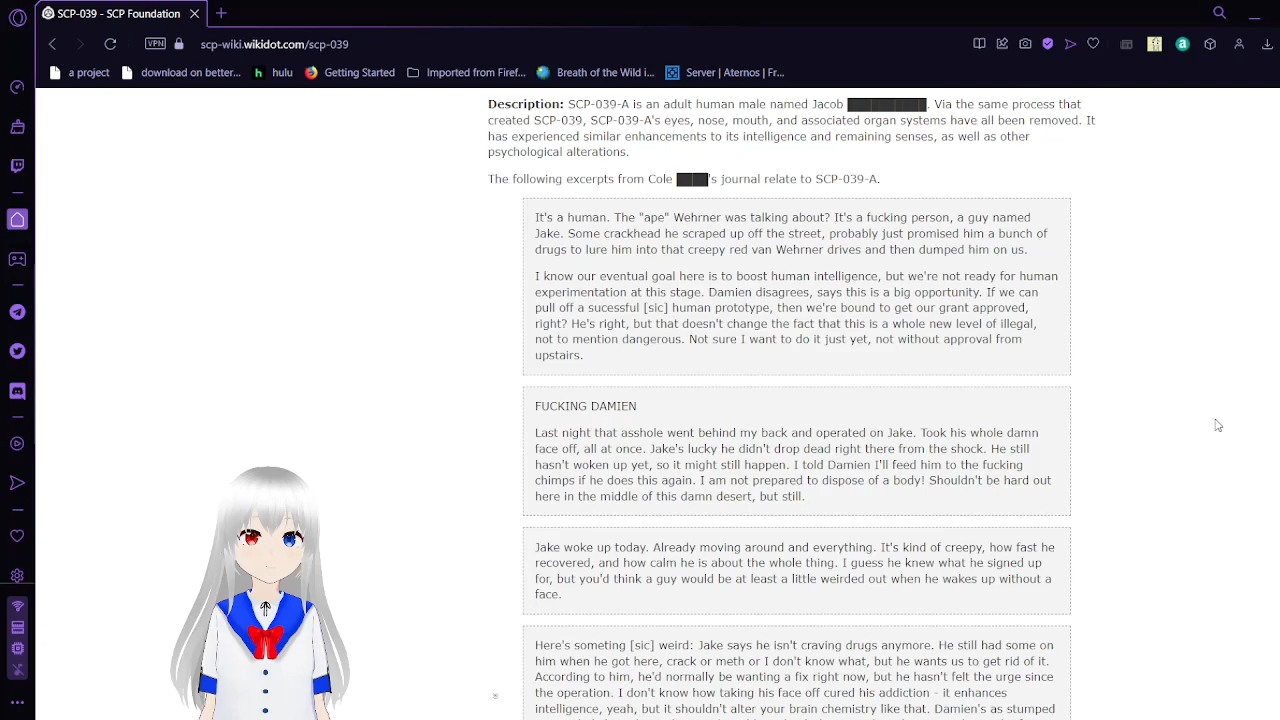 SCP-039 - SCP Foundation
VPN
scp-wiki.wikidot.com/scp-039
a project
download on better...
hulu
Getting Started
Imported from Firef...
Breath of the Wild i...
Server | Aternos | Fr...
Description: SCP-039-A is an adult human male named Jacob ██████████. Via the same process that
created SCP-039, SCP-039-A's eyes, nose, mouth, and associated organ systems have all been removed. It
has experienced similar enhancements to its intelligence and remaining senses, as well as other
psychological alterations.
The following excerpts from Cole ████'s journal relate to SCP-039-A.
It's a human. The "ape" Wehrner was talking about? It's a fucking person, a guy named
Jake. Some crackhead he scraped up off the street, probably just promised him a bunch of
drugs to lure him into that creepy red van Wehrner drives and then dumped him on us.
I know our eventual goal here is to boost human intelligence, but we're not ready for human
experimentation at this stage. Damien disagrees, says this is a big opportunity. If we can
pull off a sucessful [sic] human prototype, then we're bound to get our grant approved,
right? He's right, but that doesn't change the fact that this is a whole new level of illegal,
not to mention dangerous. Not sure I want to do it just yet, not without approval from
upstairs.
FUCKING DAMIEN
Last night that asshole went behind my back and operated on Jake. Took his whole damn
face off, all at once. Jake's lucky he didn't drop dead right there from the shock. He still
hasn't woken up yet, so it might still happen. I told Damien I'll feed him to the fucking
chimps if he does this again. I am not prepared to dispose of a body! Shouldn't be hard out
here in the middle of this damn desert, but still.
Jake woke up today. Already moving around and everything. It's kind of creepy, how fast he
recovered, and how calm he is about the whole thing. I guess he knew what he signed up
for, but you'd think a guy would be at least a little weirded out when he wakes up without a
face.
Here's someting [sic] weird: Jake says he isn't craving drugs anymore. He still had some on
him when he got here, crack or meth or I don't know what, but he wants us to get rid of it.
According to him, he'd normally be wanting a fix right now, but he hasn't felt the urge since
the operation. I don't know how taking his face off cured his addiction - it enhances
intelligence, yeah, but it shouldn't alter your brain chemistry like that. Damien's as stumped